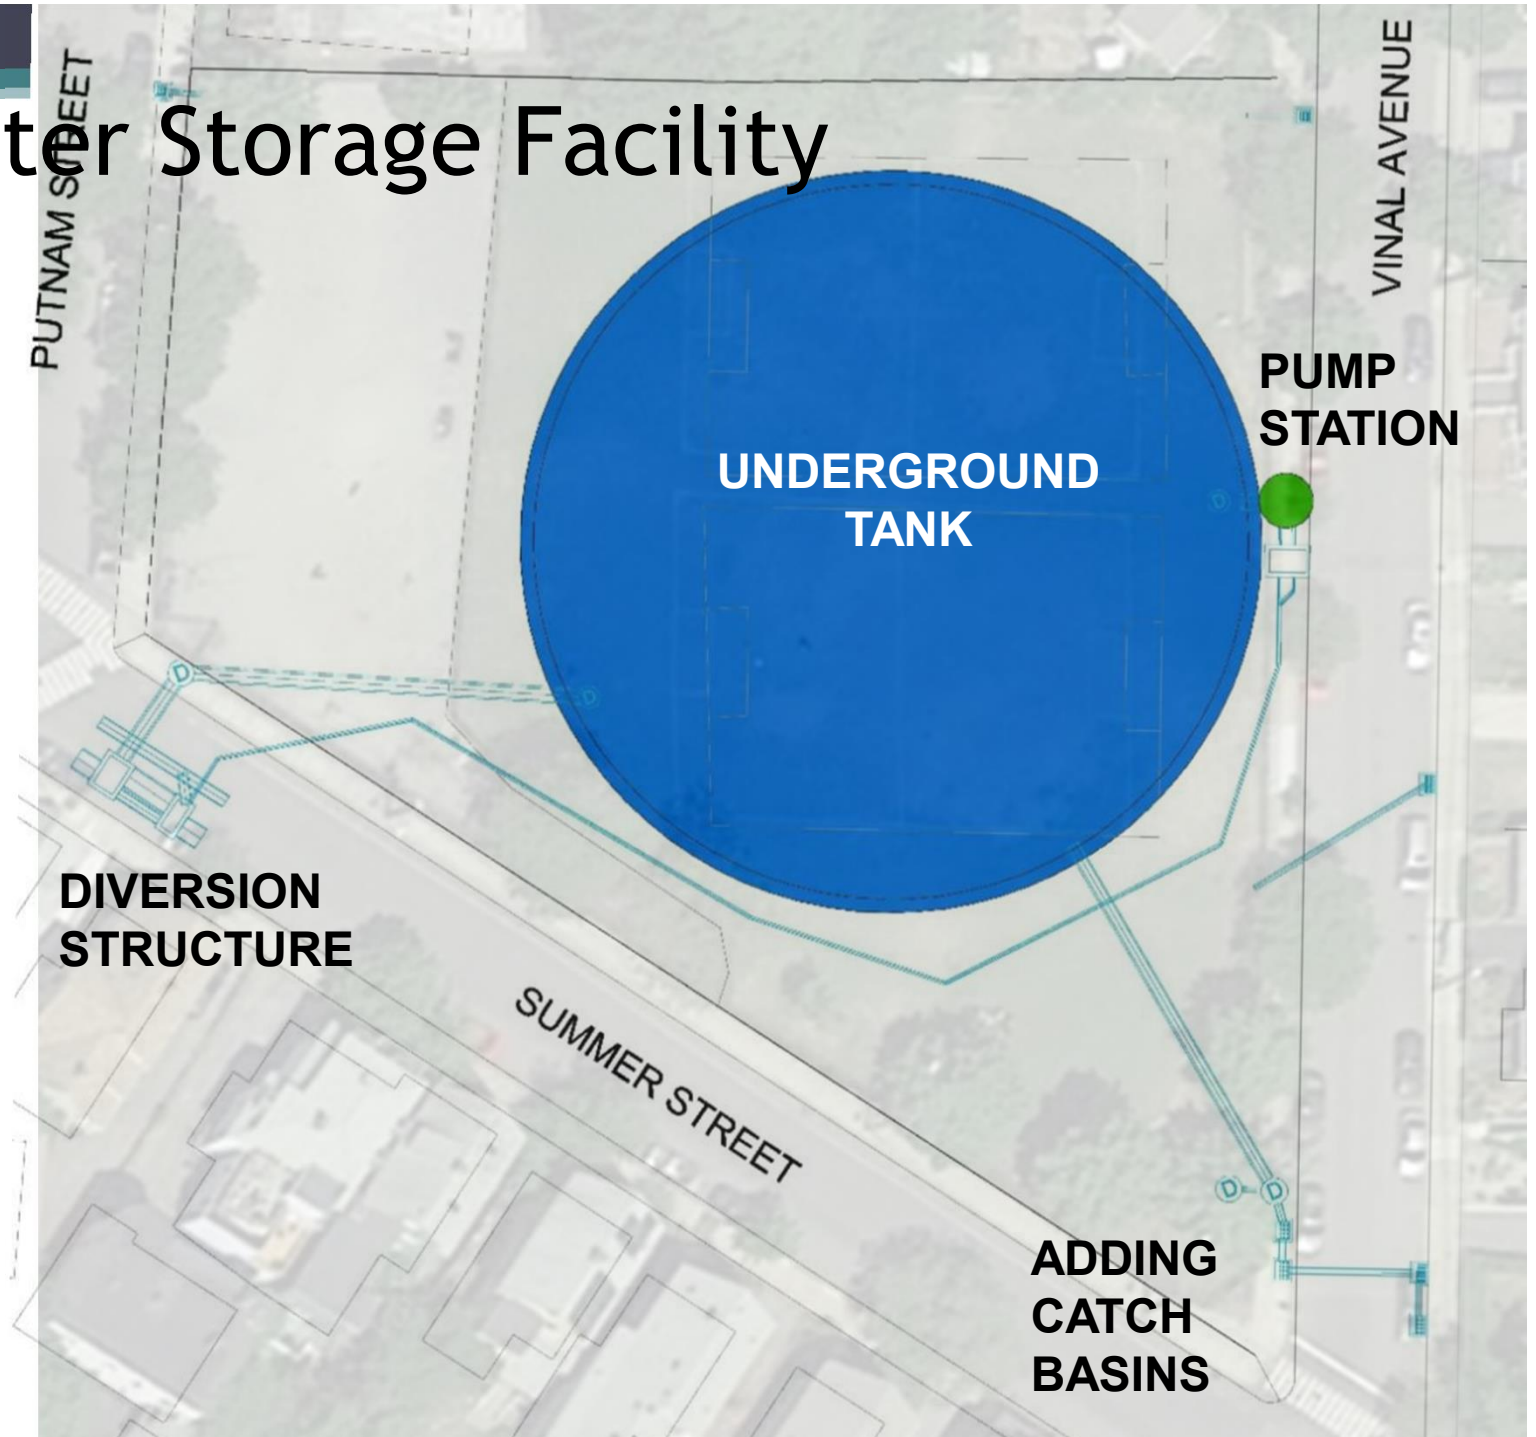 ter Storage Facility
PUTNAM STREET
VINAL AVENUE
PUMP
STATION
UNDERGROUND
TANK
D
D
D
DIVERSION
STRUCTURE
SUMMER STREET
D
D
ADDING
CATCH
BASINS